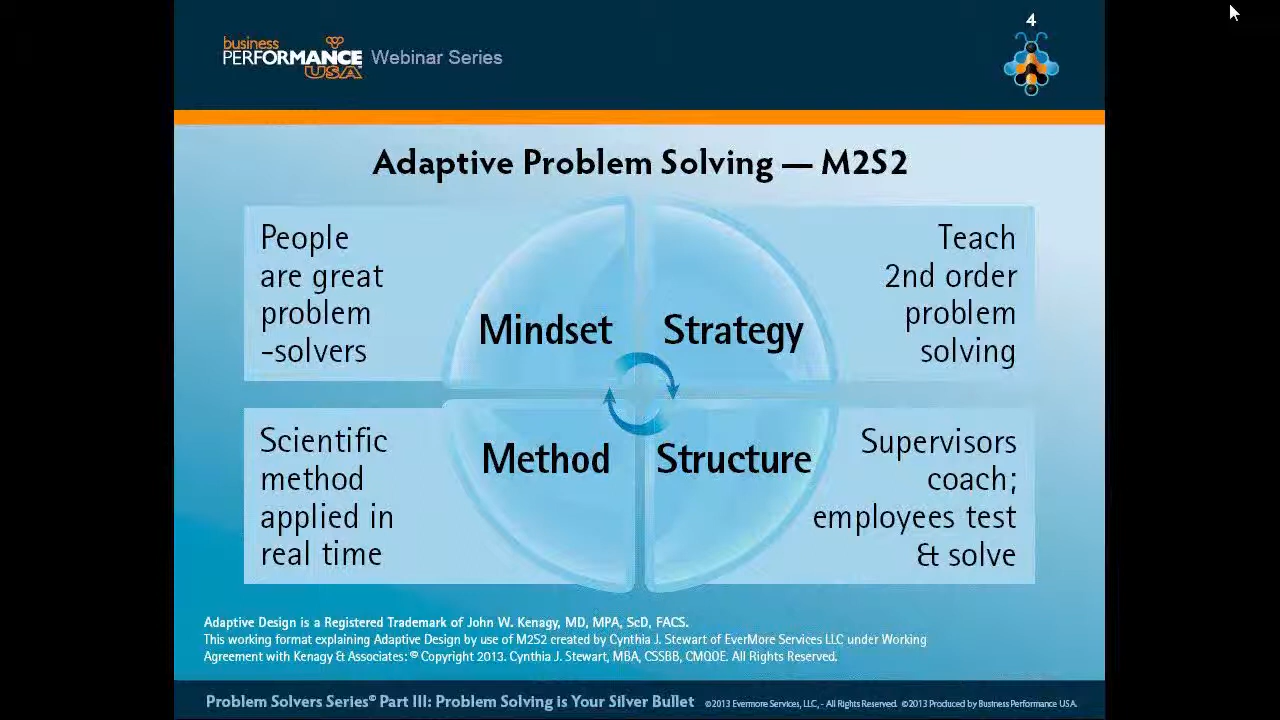 4
business
PERFORMANCE
USA
Webinar Series
Adaptive Problem Solving — M2S2
People
are great
problem
-solvers
Mindset
Strategy
Teach
2nd order
problem
solving
Scientific
method
applied in
real time
Method
Structure
Supervisors
coach;
employees test
& solve
Adaptive Design is a Registered Trademark of John W. Kenagy, MD, MPA, ScD, FACS.
This working format explaining Adaptive Design by use of M2S2 created by Cynthia J. Stewart of EverMore Services LLC under Working
Agreement with Kenagy & Associates: © Copyright 2013. Cynthia J. Stewart, MBA, CSSBB, CMQOE. All Rights Reserved.
Problem Solvers Series© Part III: Problem Solving is Your Silver Bullet
©2013 Evermore Services, LLC, - All Rights Reserved. ©2013 Produced by Business Performance USA.